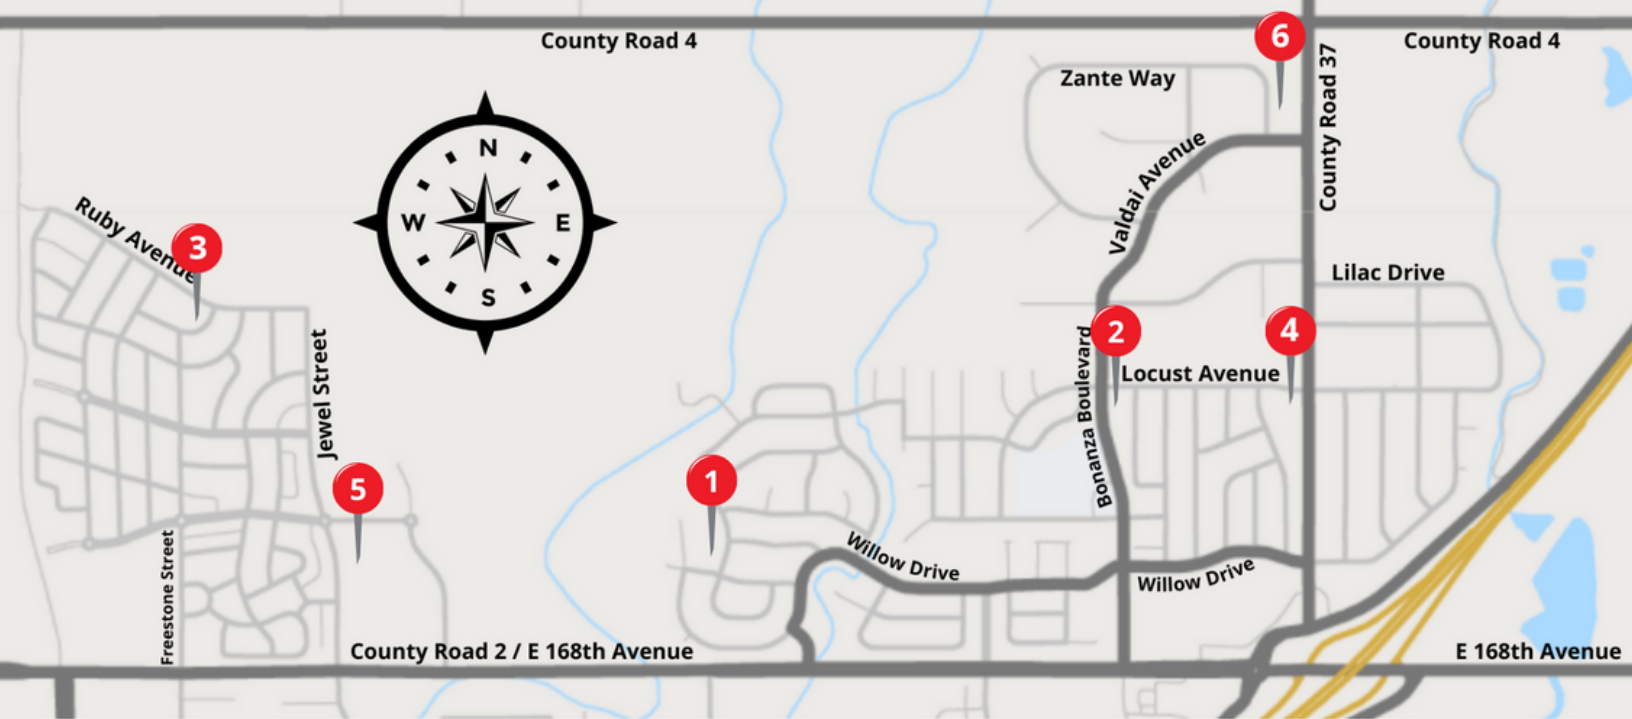 County Road 4
6
County Road 4
Zante Way
County Road 37
N
W
E
S
Valdai Avenue
Ruby Avenue
3
Lilac Drive
Jewel Street
Bonanza Boulevard
2
4
Locust Avenue
5
1
Willow Drive
Willow Drive
Freestone Street
County Road 2 / E 168th Avenue
E 168th Avenue